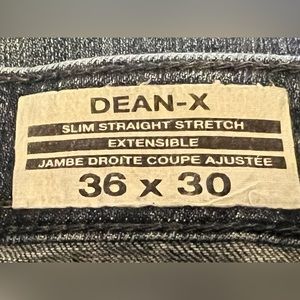 DEAN-X
SLIM STRAIGHT STRETCH
EXTENSIBLE
JAMBE DROITE COUPE AJUSTÉE
36 x 30